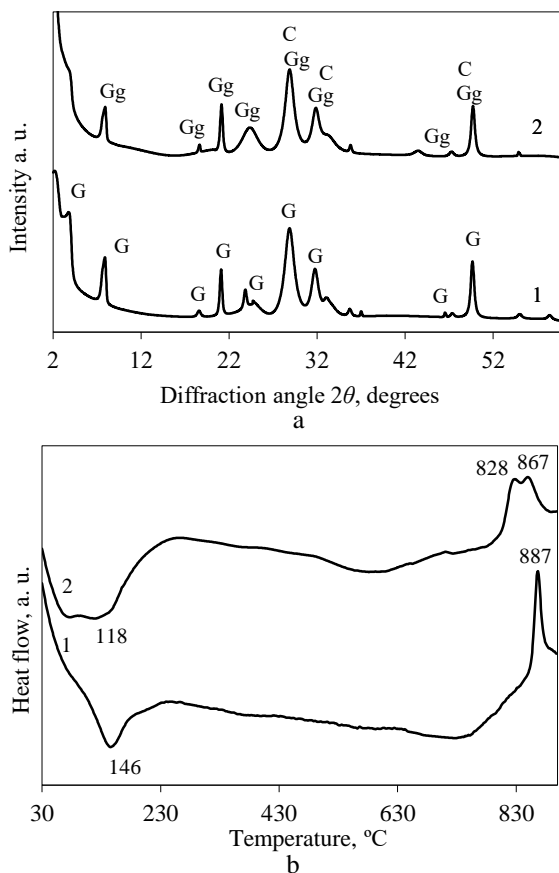 C
C
Gg
Gg
Gg
C
Gg
Gg
Gg
Gg
2
G
G
G
G
G
G
G
G
G
1
Intensity a. u.
2 12 22 32 42 52
Diffraction angle 2θ, degrees
a
828 867
887
2
1
118
146
Heat flow, a. u.
30 230 430 630 830
Temperature, ºC
b